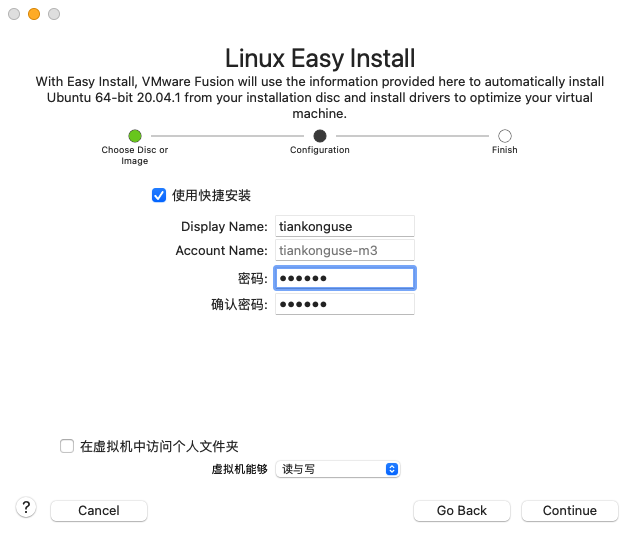 Linux Easy Install
With Easy Install, VMware Fusion will use the information provided here to automatically install
Ubuntu 64-bit 20.04.1 from your installation disc and install drivers to optimize your virtual
machine.
Choose Disc or
Image
Configuration
Finish
使用快捷安装
Display Name: tiankonguse
Account Name: tiankonguse-m3
密码: ●●●●●●
确认密码: ●●●●●●
在虚拟机中访问个人文件夹
虚拟机能够 读与写
? Cancel Go Back Continue